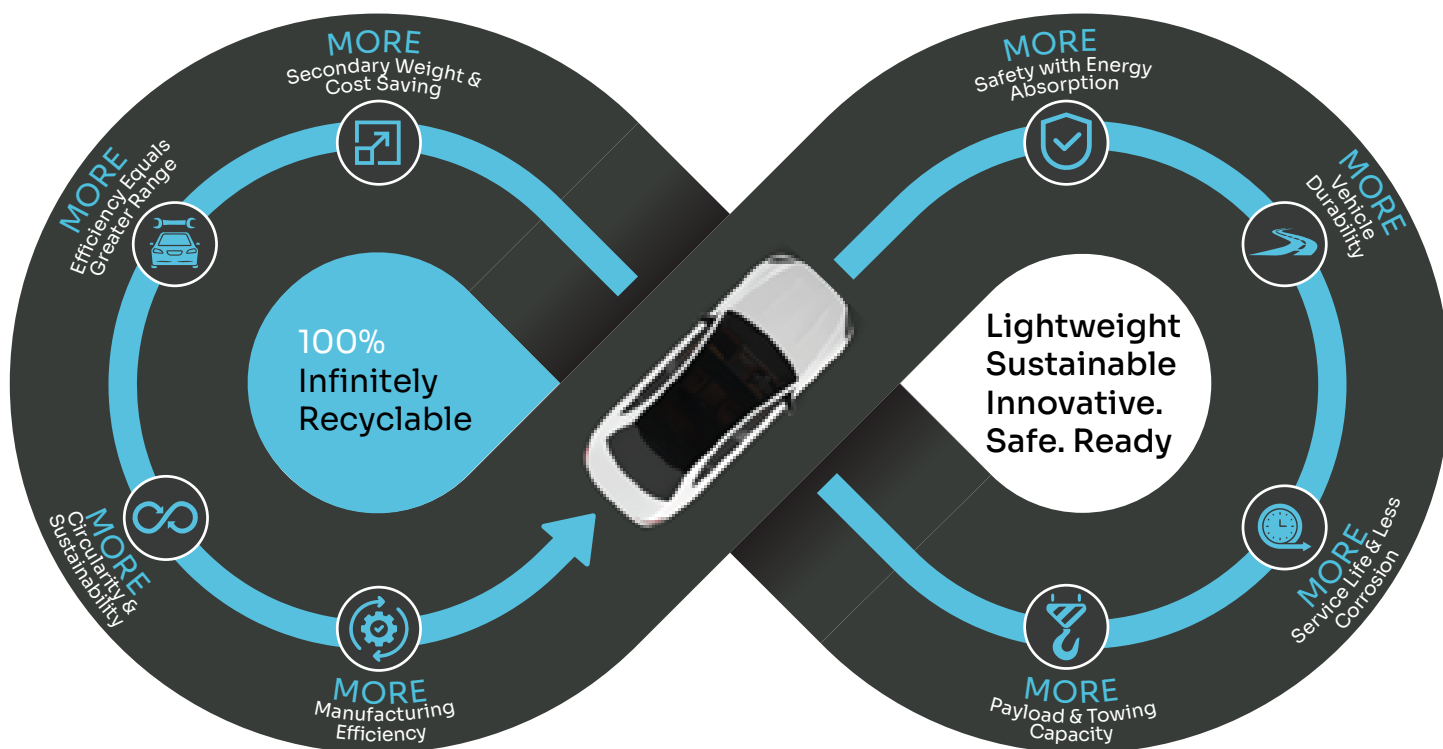 MORE
Secondary Weight &
Cost Saving
MORE
Efficiency Equals
Greater Range
100%
Infinitely
Recyclable
MORE
Circularity &
Sustainability
MORE
Manufacturing
Efficiency
MORE
Safety with Energy
Absorption
MORE
Vehicle
Durability
Lightweight
Sustainable
Innovative.
Safe. Ready
MORE
Service Life & Less
Corrosion
MORE
Payload & Towing
Capacity